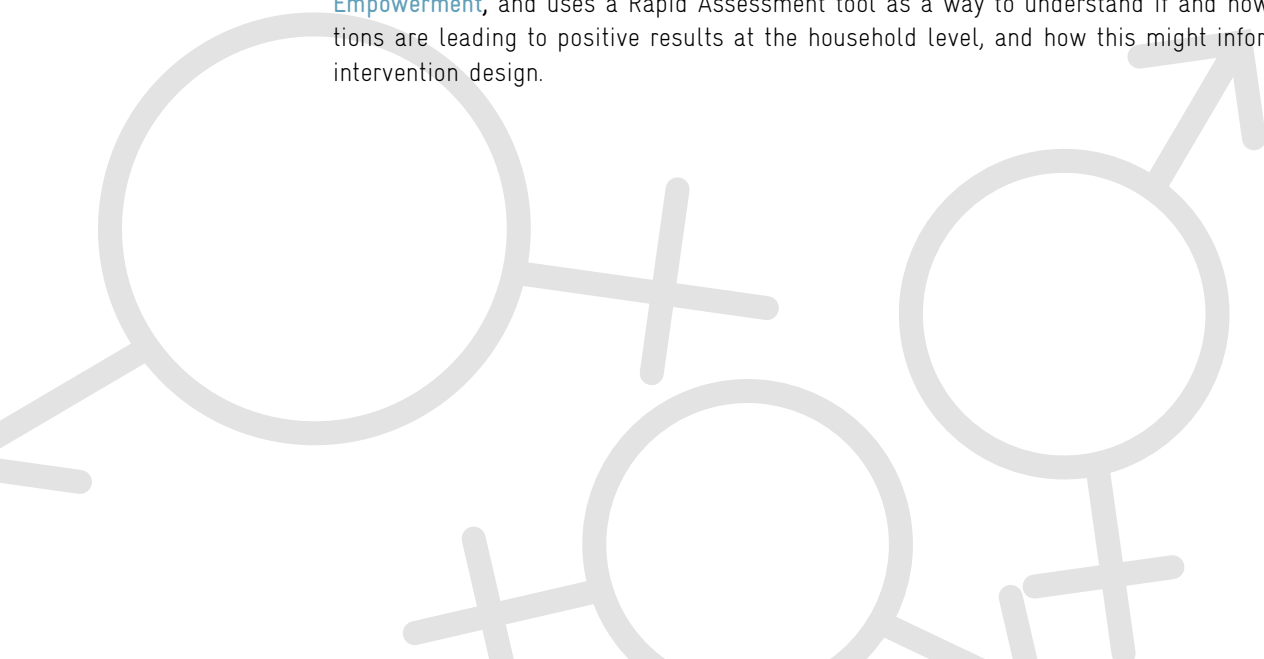 Empowerment, and uses a Rapid Assessment tool as a way to understand if and how
tions are leading to positive results at the household level, and how this might infor
intervention design.